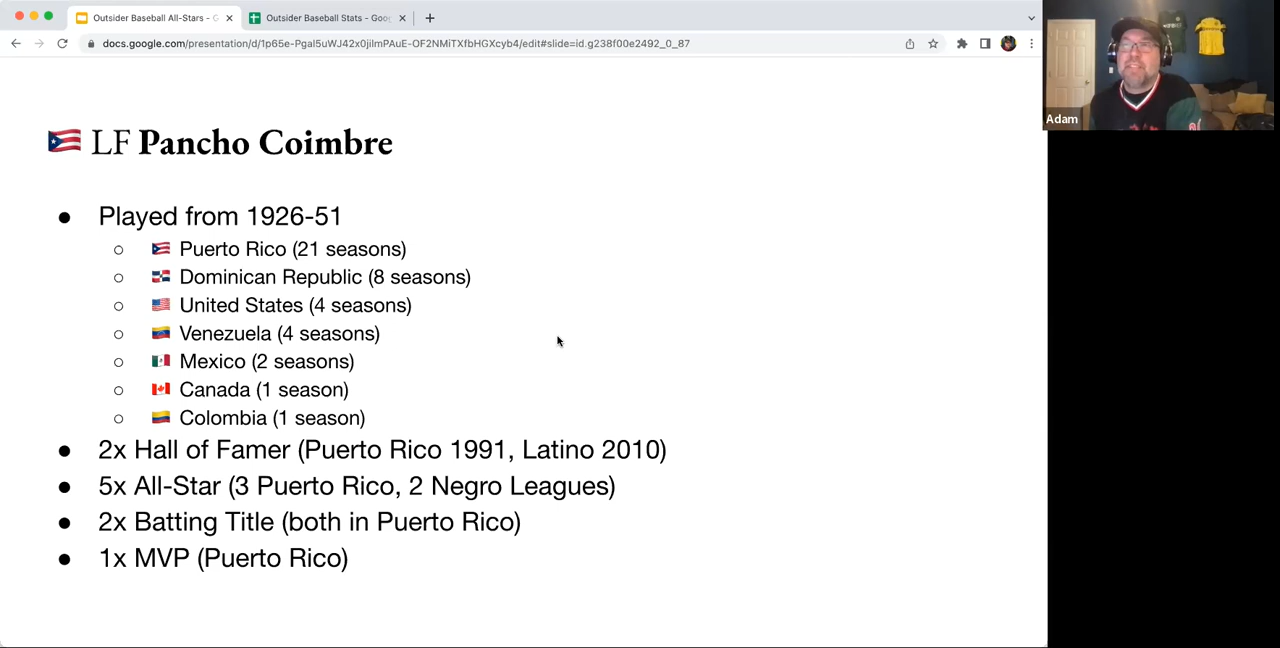 Outsider Baseball All-Stars - G
Outsider Baseball Stats - Goo
docs.google.com/presentation/d/1p65e-Pgal5uWJ42x0jiImPAuE-OF2NMiTXfbHGXcyb4/edit#slide=id.g238f00e2492_0_87
Adam
LF Pancho Coimbre
Played from 1926-51
Puerto Rico (21 seasons)
Dominican Republic (8 seasons)
United States (4 seasons)
Venezuela (4 seasons)
Mexico (2 seasons)
Canada (1 season)
Colombia (1 season)
2x Hall of Famer (Puerto Rico 1991, Latino 2010)
5x All-Star (3 Puerto Rico, 2 Negro Leagues)
2x Batting Title (both in Puerto Rico)
1x MVP (Puerto Rico)